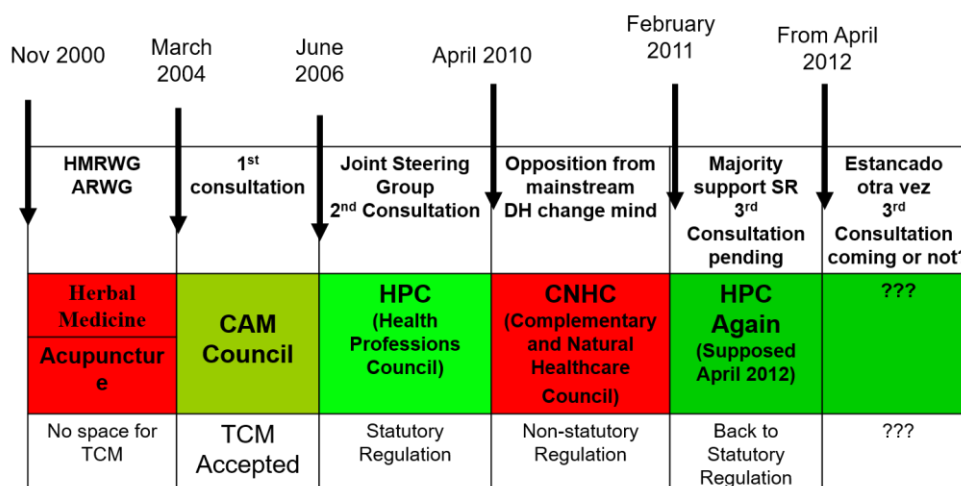 Nov 2000
March
2004
June
2006
April 2010
February
2011
From April
2012
HMRWG
ARWG
1st
consultation
Joint Steering
Group
2nd Consultation
Opposition from
mainstream
DH change mind
Majority
support SR
3rd
Consultation
pending
Estancado
otra vez
3rd
Consultation
coming or not?
Herbal
Medicine
Acupunctur
e
CAM
Council
HPC
(Health
Professions
Council)
CNHC
(Complementary
and Natural
Healthcare
Council)
HPC
Again
(Supposed
April 2012)
???
No space for
TCM
TCM
Accepted
Statutory
Regulation
Non-statutory
Regulation
Back to
Statutory
Regulation
???